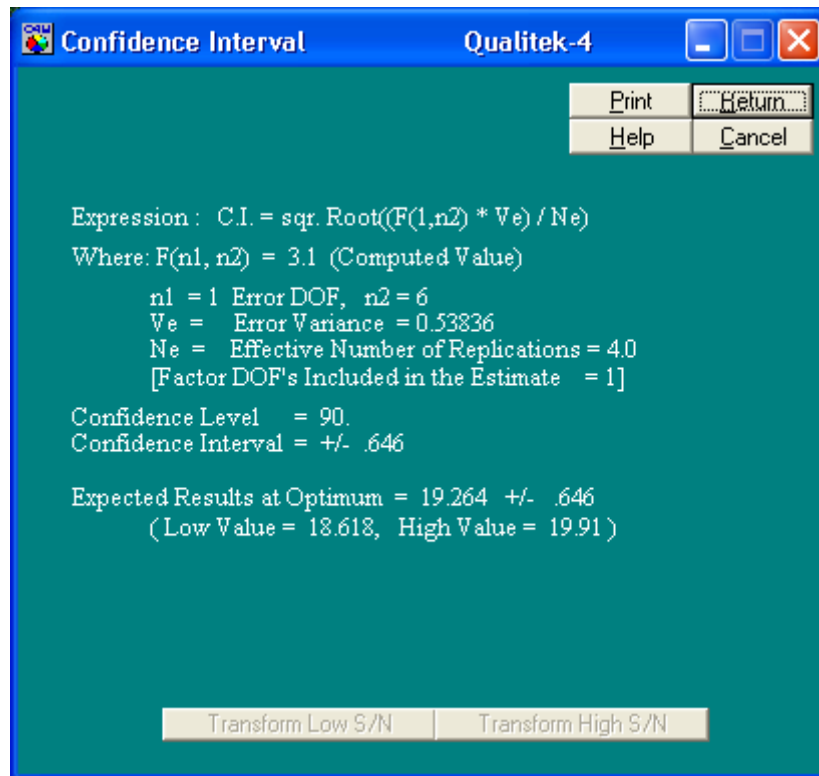 Confidence Interval Qualitek-4
Print Return
Help Cancel
Expression : C.I. = sqr. Root((F(1,n2) * Ve) / Ne)
Where: F(n1, n2) = 3.1 (Computed Value)
n1 = 1 Error DOF, n2 = 6
Ve = Error Variance = 0.53836
Ne = Effective Number of Replications = 4.0
[Factor DOF's Included in the Estimate = 1]
Confidence Level = 90.
Confidence Interval = +/- .646
Expected Results at Optimum = 19.264 +/- .646
( Low Value = 18.618, High Value = 19.91 )
Transform Low S/N Transform High S/N